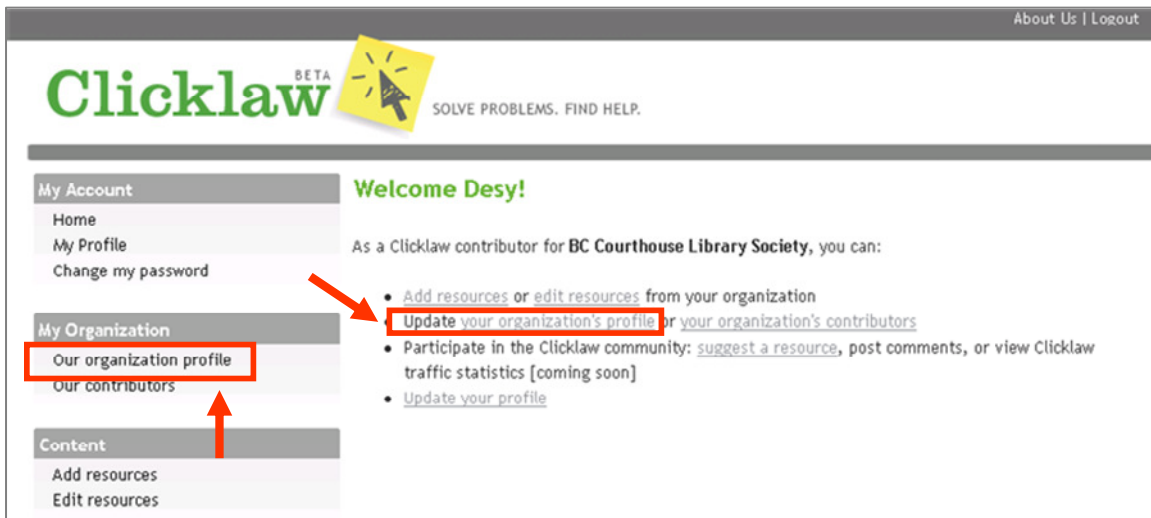 About Us | Logout
Clicklaw BETA
SOLVE PROBLEMS. FIND HELP.
My Account
Home
My Profile
Change my password
My Organization
Our organization profile
Our contributors
Content
Add resources
Edit resources
Welcome Desy!
As a Clicklaw contributor for BC Courthouse Library Society, you can:
• Add resources or edit resources from your organization
• Update your organization's profile or your organization's contributors
• Participate in the Clicklaw community: suggest a resource, post comments, or view Clicklaw
traffic statistics [coming soon]
• Update your profile